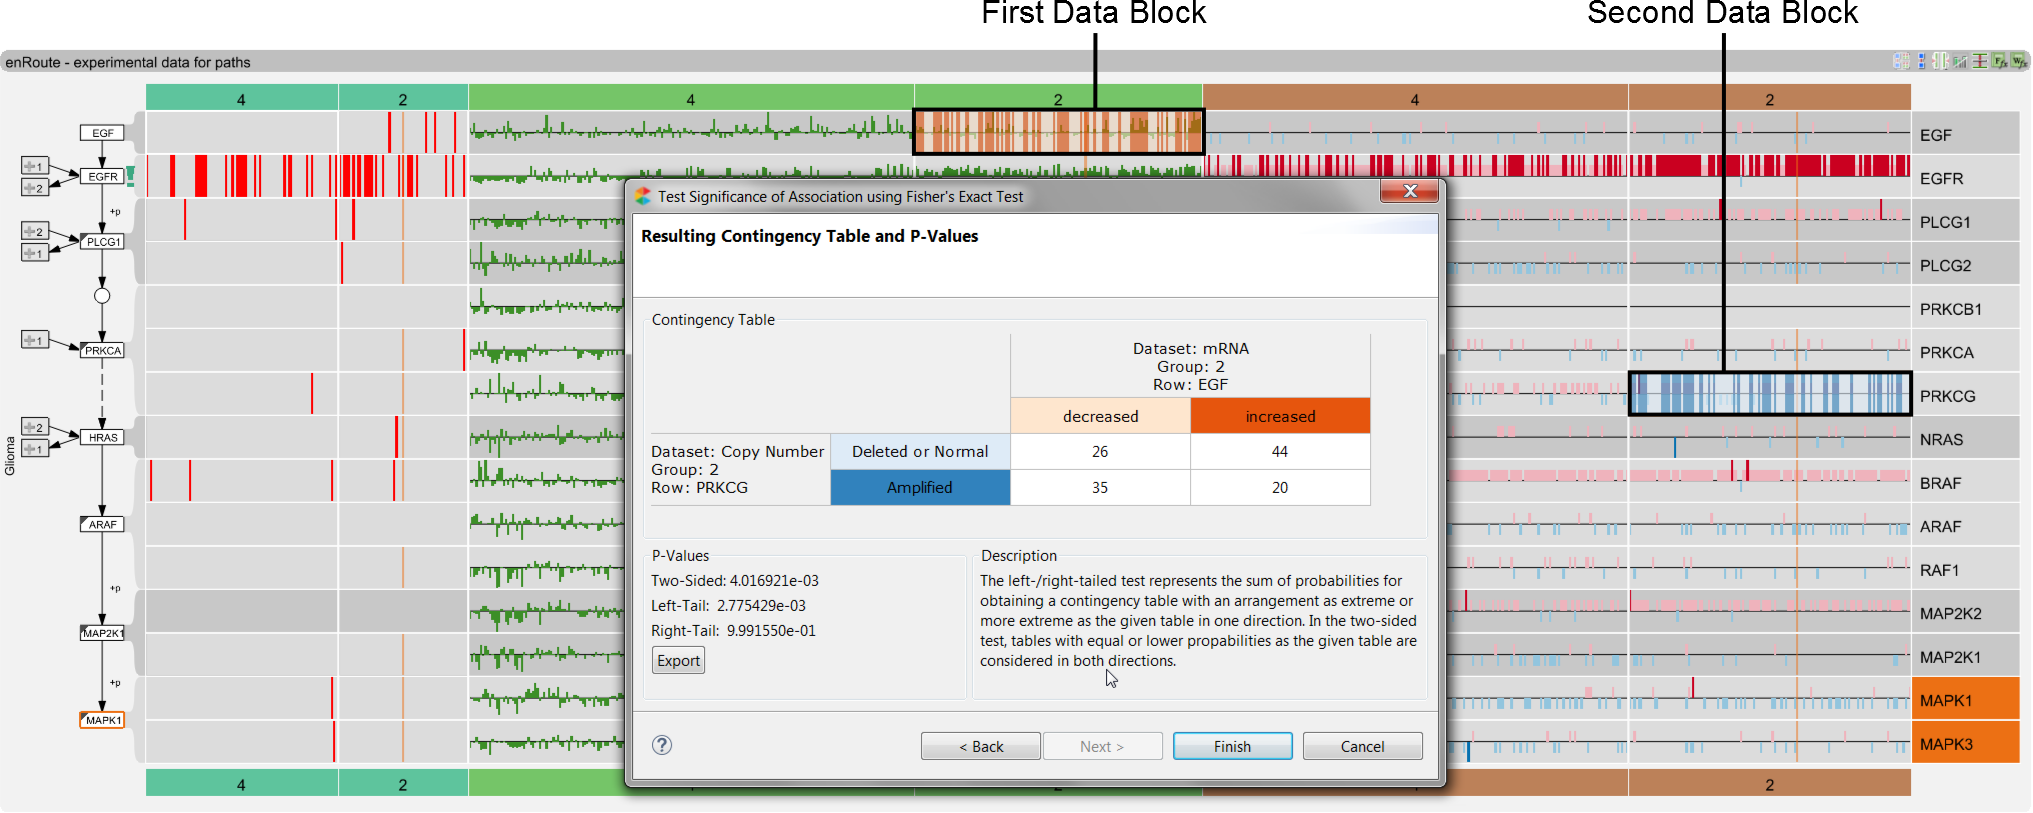 First Data Block
Second Data Block
enRoute - experimental data for paths
4 2 4 2 4 2
EGF
EGF
+1
+2
EGFR
EGFR
+p
PLCG1
+2
+1
PLCG1
PLCG2
PRKCB1
+1
PRKCA
PRKCA
PRKCG
+2
+1
HRAS
NRAS
Glioma
BRAF
ARAF
ARAF
+p
RAF1
MAP2K2
MAP2K1
MAP2K1
+p
MAPK1
MAPK1
MAPK3
4 2 2
Test Significance of Association using Fisher's Exact Test
Resulting Contingency Table and P-Values
Contingency Table
Dataset: mRNA
Group: 2
Row: EGF
decreased increased
Dataset: Copy Number
Group: 2
Row: PRKCG
Deleted or Normal 26 44
Amplified 35 20
P-Values
Two-Sided: 4.016921e-03
Left-Tail: 2.775429e-03
Right-Tail: 9.991550e-01
Export
Description
The left-/right-tailed test represents the sum of probabilities for
obtaining a contingency table with an arrangement as extreme or
more extreme as the given table in one direction. In the two-sided
test, tables with equal or lower propabilities as the given table are
considered in both directions.
?
< Back
Next >
Finish
Cancel